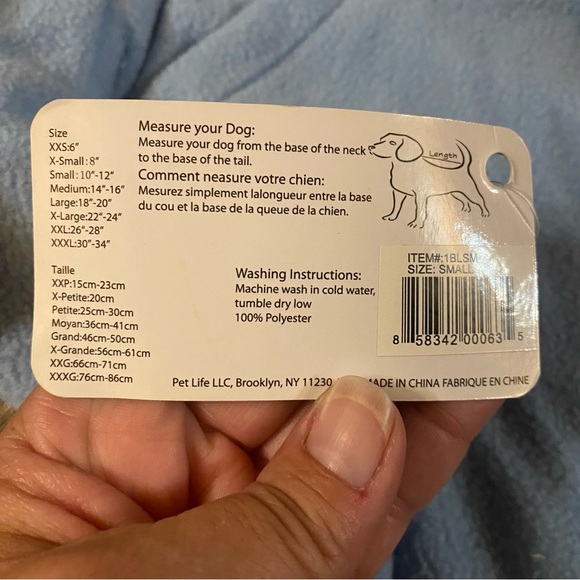 Size
XXS:6"
X-Small:8"
Small:10"-12"
Medium:14"-16"
Large:18"-20"
X-Large:22"-24"
XXL:26"-28"
XXXL:30"-34"
Measure your Dog:
Measure your dog from the base of the neck
to the base of the tail.
Comment neasure votre chien:
Mesurez simplement lalongueur entre la base
du cou et la base de la queue de la chien.
Length
Taille
XXP:15cm-23cm
X-Petite:20cm
Petite:25cm-30cm
Moyan:36cm-41cm
Grand:46cm-50cm
X-Grande:56cm-61cm
XXG:66cm-71cm
XXXG:76cm-86cm
Washing Instructions:
Machine wash in cold water,
tumble dry low
100% Polyester
ITEM#:1BLSM
SIZE: SMALL
8 58342 00063 5
Pet Life LLC, Brooklyn, NY 11230 MADE IN CHINA FABRIQUE EN CHINE